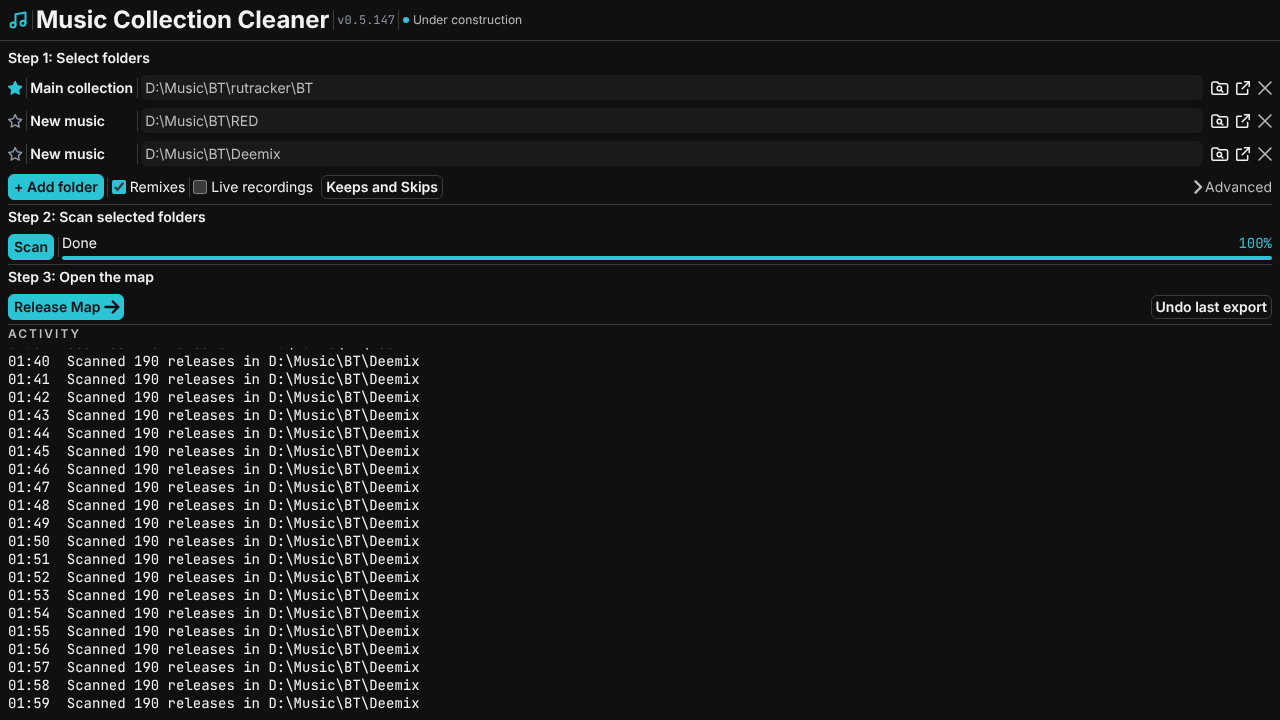 Music Collection Cleaner v0.5.147 Under construction
Step 1: Select folders
Main collection D:\Music\BT\rutracker\BT
New music D:\Music\BT\RED
New music D:\Music\BT\Deemix
+ Add folder Remixes Live recordings Keeps and Skips Advanced
Step 2: Scan selected folders
Scan Done 100%
Step 3: Open the map
Release Map Undo last export
ACTIVITY
01:40 Scanned 190 releases in D:\Music\BT\Deemix
01:41 Scanned 190 releases in D:\Music\BT\Deemix
01:42 Scanned 190 releases in D:\Music\BT\Deemix
01:43 Scanned 190 releases in D:\Music\BT\Deemix
01:44 Scanned 190 releases in D:\Music\BT\Deemix
01:45 Scanned 190 releases in D:\Music\BT\Deemix
01:46 Scanned 190 releases in D:\Music\BT\Deemix
01:47 Scanned 190 releases in D:\Music\BT\Deemix
01:48 Scanned 190 releases in D:\Music\BT\Deemix
01:49 Scanned 190 releases in D:\Music\BT\Deemix
01:50 Scanned 190 releases in D:\Music\BT\Deemix
01:51 Scanned 190 releases in D:\Music\BT\Deemix
01:52 Scanned 190 releases in D:\Music\BT\Deemix
01:53 Scanned 190 releases in D:\Music\BT\Deemix
01:54 Scanned 190 releases in D:\Music\BT\Deemix
01:55 Scanned 190 releases in D:\Music\BT\Deemix
01:56 Scanned 190 releases in D:\Music\BT\Deemix
01:57 Scanned 190 releases in D:\Music\BT\Deemix
01:58 Scanned 190 releases in D:\Music\BT\Deemix
01:59 Scanned 190 releases in D:\Music\BT\Deemix